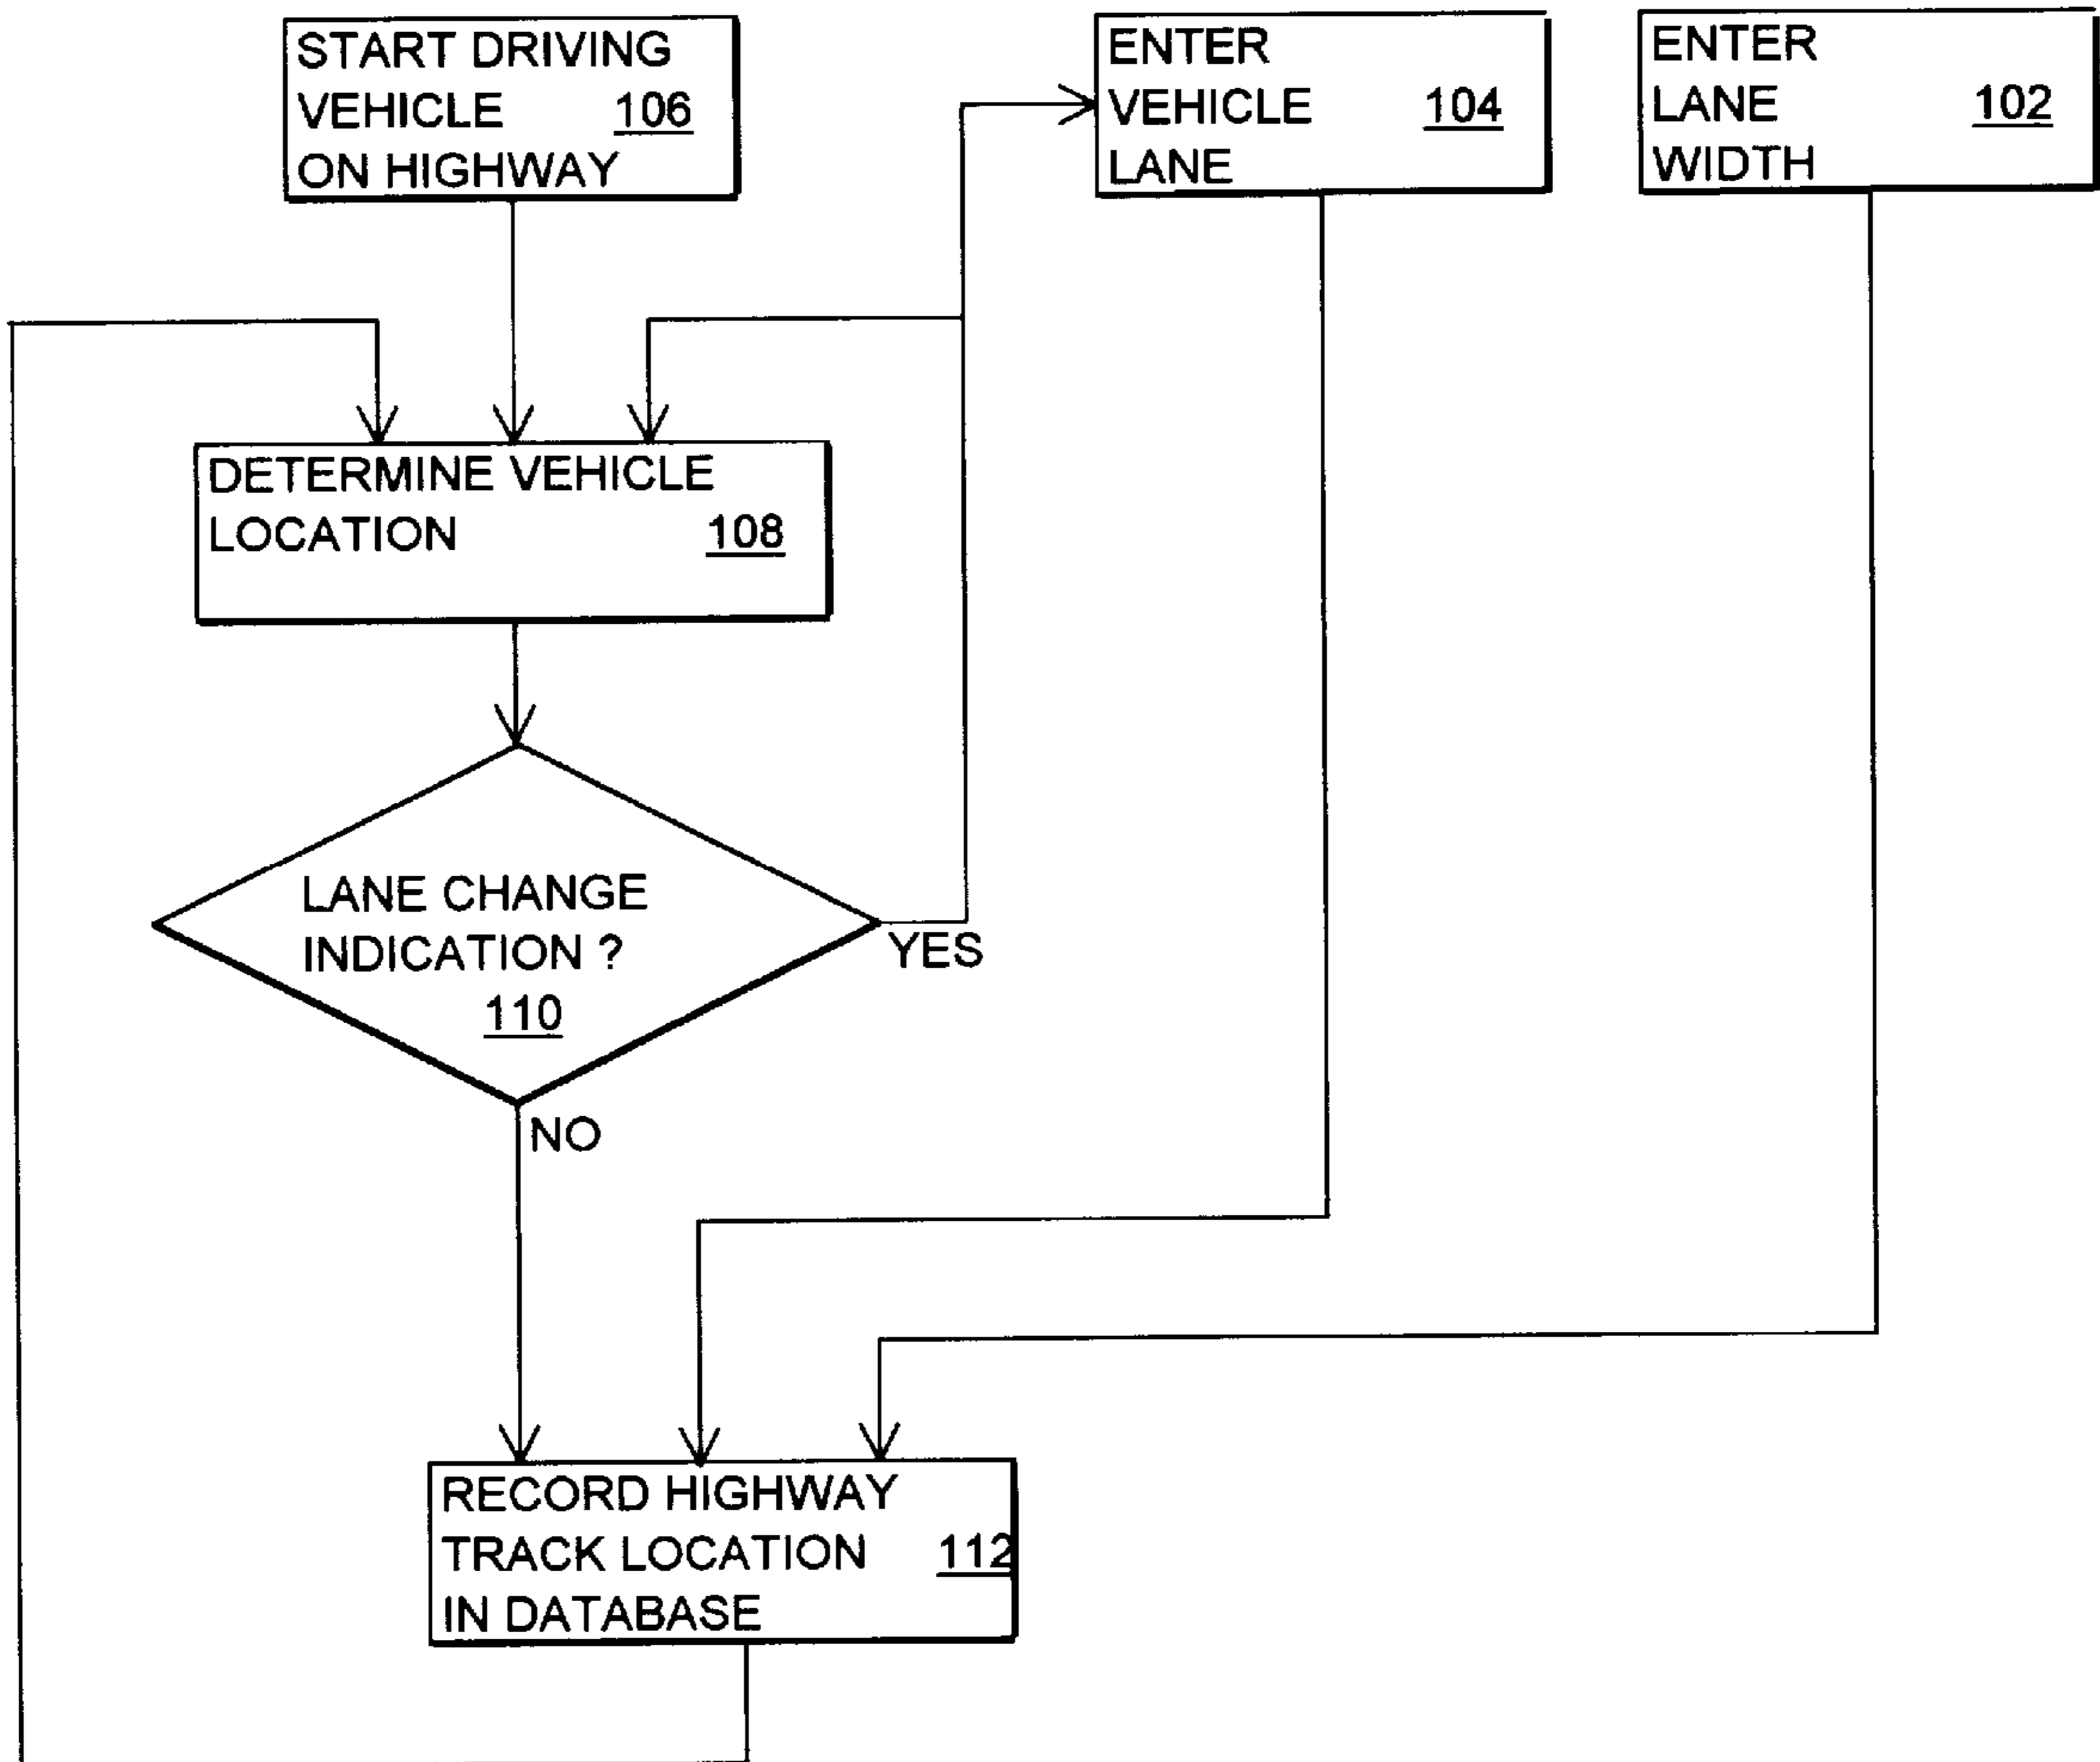 START DRIVING
VEHICLE 106
ON HIGHWAY
ENTER
VEHICLE 104
LANE
ENTER
LANE 102
WIDTH
DETERMINE VEHICLE
LOCATION 108
LANE CHANGE
INDICATION ?
110
YES
NO
RECORD HIGHWAY
TRACK LOCATION 112
IN DATABASE